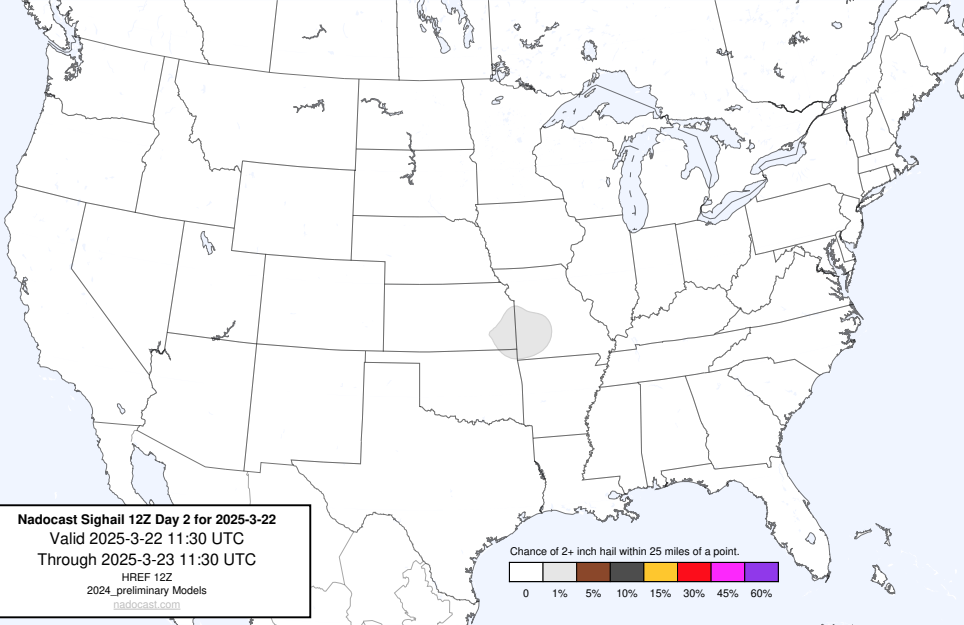 Nadocast Sighail 12Z Day 2 for 2025-3-22
Valid 2025-3-22 11:30 UTC
Through 2025-3-23 11:30 UTC
HREF 12Z
2024_preliminary Models
nadocast.com
Chance of 2+ inch hail within 25 miles of a point.
0 1% 5% 10% 15% 30% 45% 60%